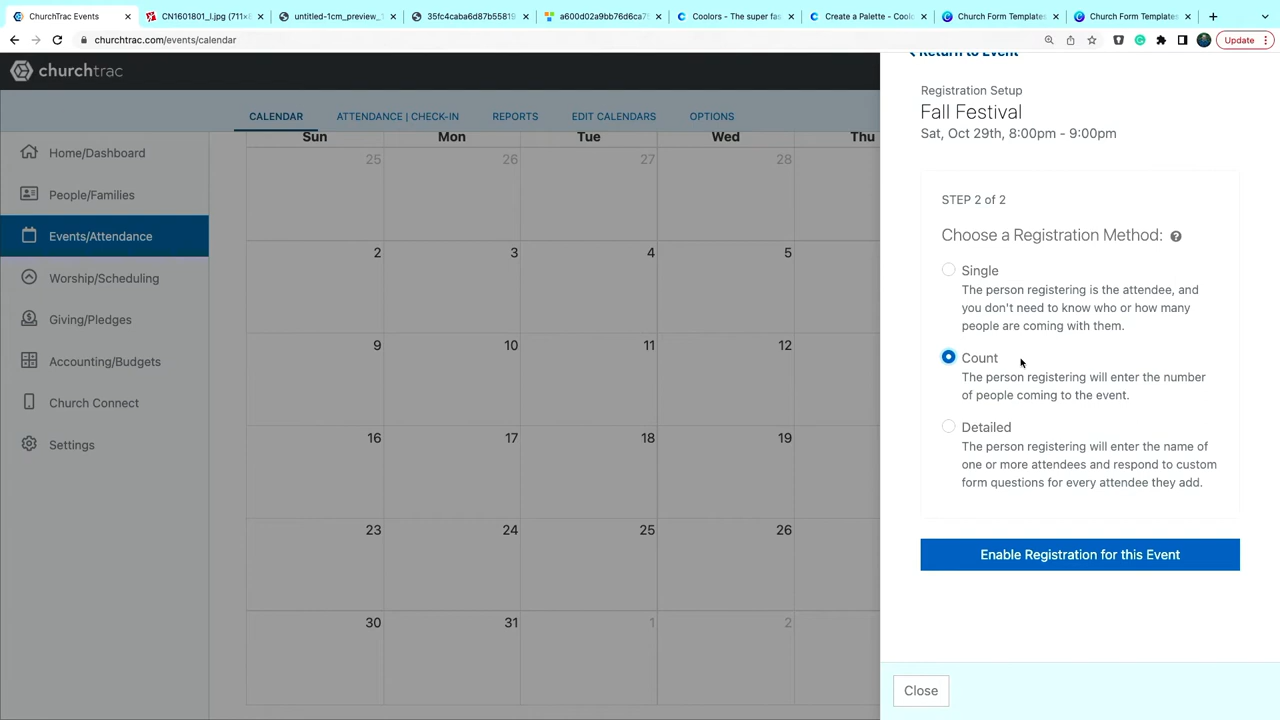 ChurchTrac Events
CN1601801_l.jpg (711×8
untitled-1cm_preview_1
35fc4caba6d87b55819
a600d02a9bb76d6ca7
Coolors - The super fas
Create a Palette - Coolo
Church Form Templates
Church Form Templates
churchtrac.com/events/calendar
Update
churchtrac
CALENDAR
ATTENDANCE | CHECK-IN
REPORTS
EDIT CALENDARS
OPTIONS
Home/Dashboard
People/Families
Events/Attendance
Worship/Scheduling
Giving/Pledges
Accounting/Budgets
Church Connect
Settings
Sun Mon Tue Wed Thu
25 26 27 28
2 3 4 5
9 10 11 12
16 17 18 19
23 24 25 26
30 31 1 2
Return to Event
Registration Setup
Fall Festival
Sat, Oct 29th, 8:00pm - 9:00pm
STEP 2 of 2
Choose a Registration Method: ?
Single
The person registering is the attendee, and
you don't need to know who or how many
people are coming with them.
Count
The person registering will enter the number
of people coming to the event.
Detailed
The person registering will enter the name of
one or more attendees and respond to custom
form questions for every attendee they add.
Enable Registration for this Event
Close